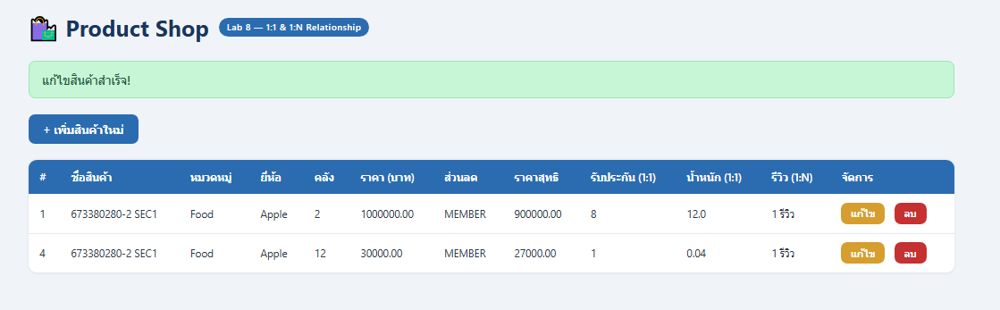 Product Shop Lab 8 — 1:1 & 1:N Relationship
แก้ไขสินค้าสำเร็จ!
+ เพิ่มสินค้าใหม่
# ชื่อสินค้า หมวดหมู่ ยี่ห้อ คลัง ราคา (บาท) ส่วนลด ราคาสุทธิ รับประกัน (1:1) น้ำหนัก (1:1) รีวิว (1:N) จัดการ
1 673380280-2 SEC1 Food Apple 2 1000000.00 MEMBER 900000.00 8 12.0 1 รีวิว แก้ไข ลบ
4 673380280-2 SEC1 Food Apple 12 30000.00 MEMBER 27000.00 1 0.04 1 รีวิว แก้ไข ลบ